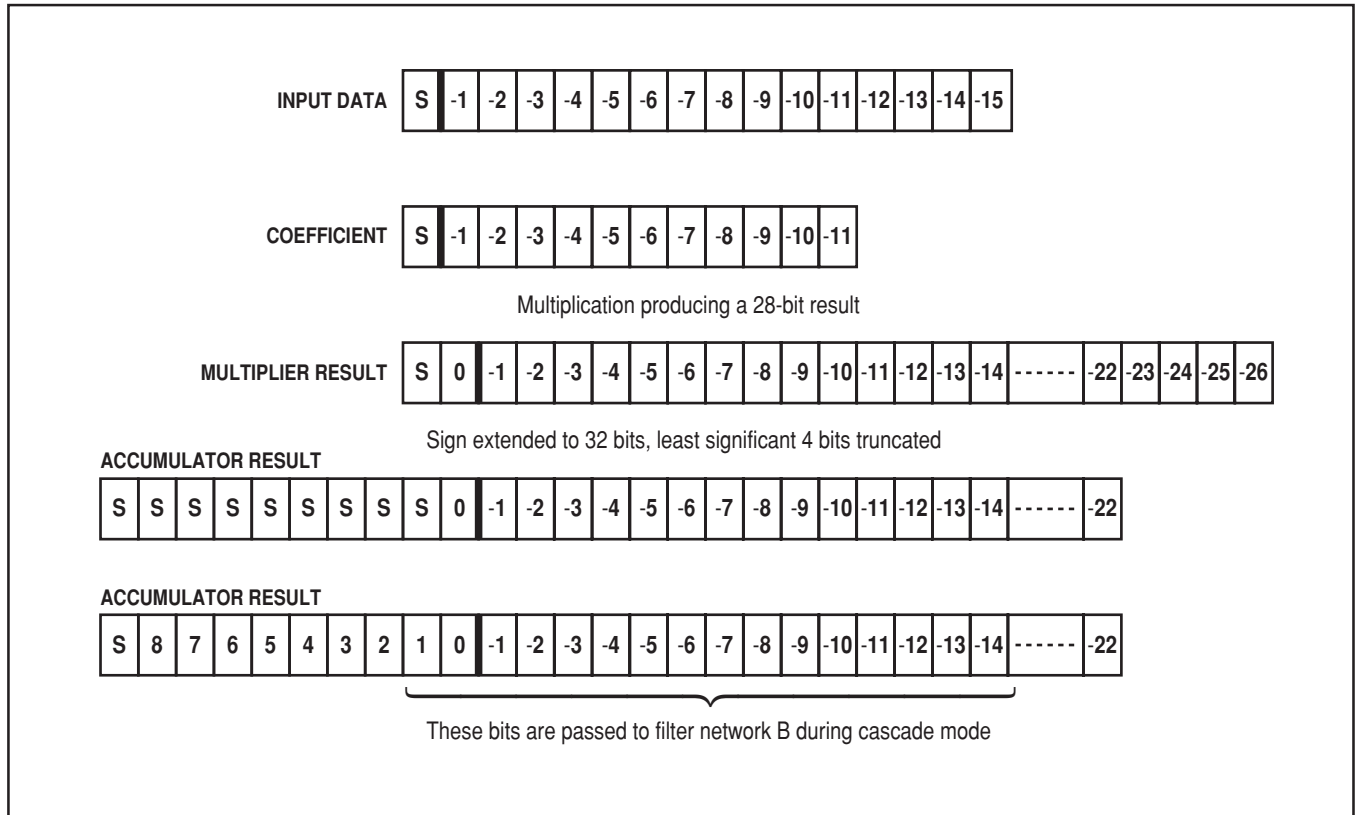 INPUT DATA S -1 -2 -3 -4 -5 -6 -7 -8 -9 -10 -11 -12 -13 -14 -15
COEFFICIENT S -1 -2 -3 -4 -5 -6 -7 -8 -9 -10 -11
Multiplication producing a 28-bit result
MULTIPLIER RESULT S 0 -1 -2 -3 -4 -5 -6 -7 -8 -9 -10 -11 -12 -13 -14 ------ -22 -23 -24 -25 -26
Sign extended to 32 bits, least significant 4 bits truncated
ACCUMULATOR RESULT
S S S S S S S S S 0 -1 -2 -3 -4 -5 -6 -7 -8 -9 -10 -11 -12 -13 -14 ------ -22
ACCUMULATOR RESULT
S 8 7 6 5 4 3 2 1 0 -1 -2 -3 -4 -5 -6 -7 -8 -9 -10 -11 -12 -13 -14 ------ -22
These bits are passed to filter network B during cascade mode